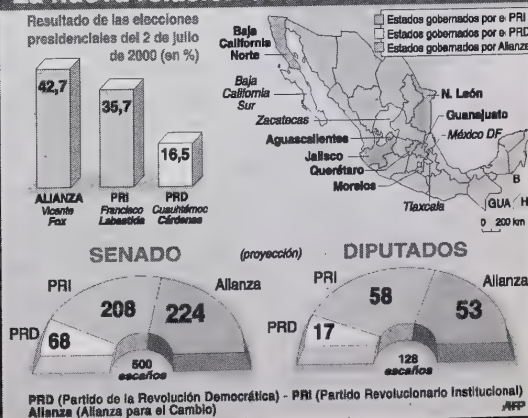 Resultado de las elecciones
presidenciales del 2 de julio
de 2000 (en %)
42,7
35,7
16,5
ALIANZA
Vicente
Fox
PRI
Francisco
Labastida
PRD
Cuauhtémoc
Cárdenas
Estados gobernados por el PRI
Estados gobernados por el PRD
Estados gobernados por Alianza
Baja
California
Norte
Baja
California
Sur
Zacatecas
Aguascalientes
Jalisco
Querétaro
Morelos
N. León
Guanajuato
México DF
Tlaxcala
B
GUA
H
0 200 km
SENADO
(proyección)
DIPUTADOS
PRI
208
224
Alianza
PRD
68
500
escaños
PRI
58
53
Alianza
PRD
17
128
escaños
PRD (Partido de la Revolución Democrática) - PRI (Partido Revolucionario Institucional)
Alianza (Alianza para el Cambio)
AFP